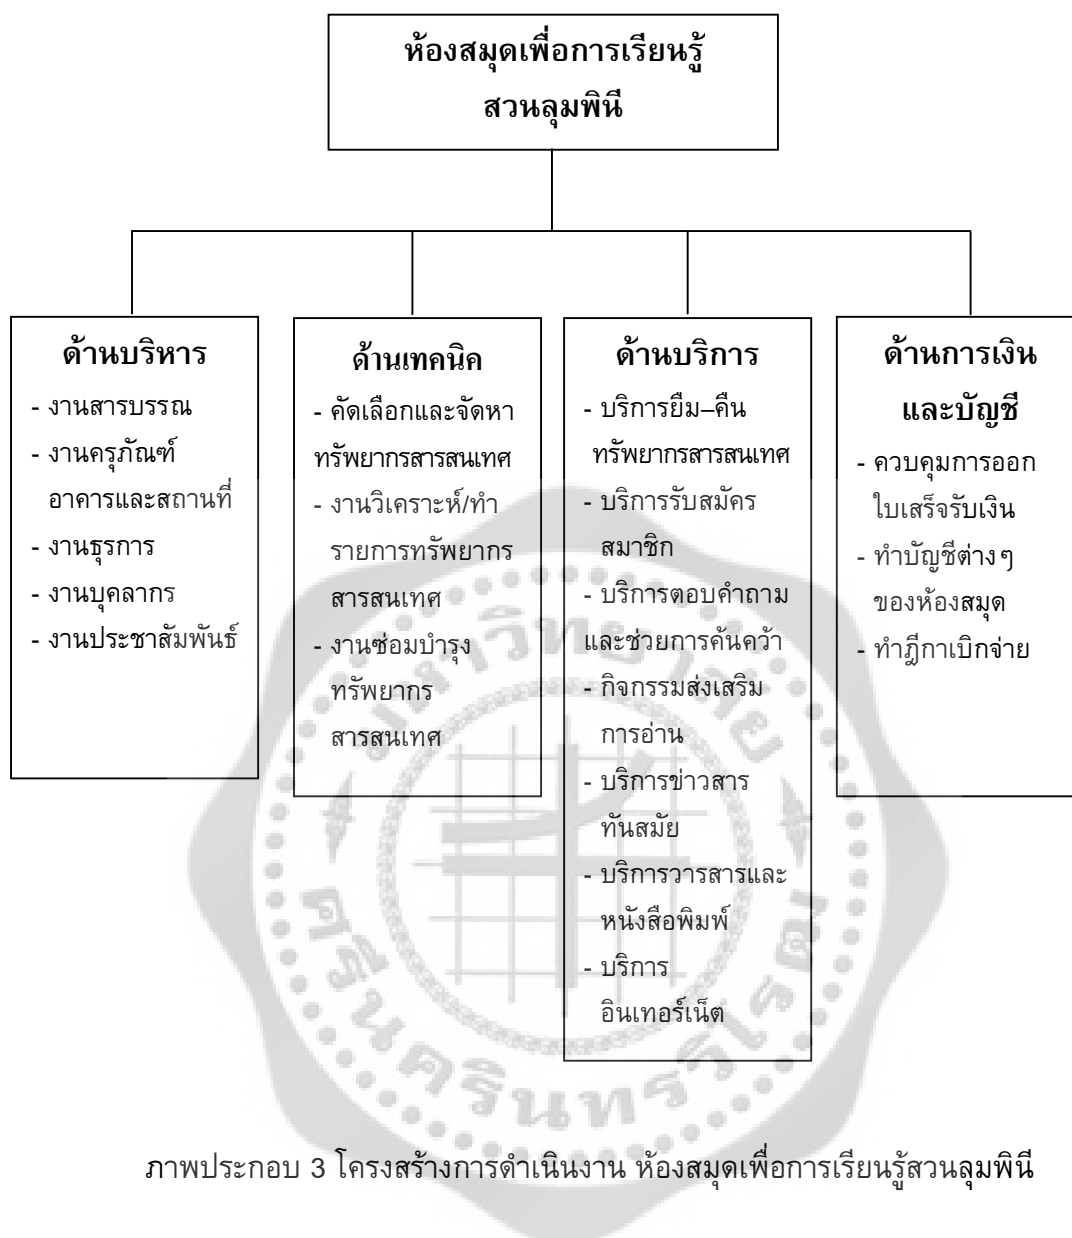 ห้องสมุดเพื่อการเรียนรู้
สวนลุมพินี
ด้านบริหาร
- งานสารบรรณ
- งานครุภัณฑ์
อาคารและสถานที่
- งานธุรการ
- งานบุคลากร
- งานประชาสัมพันธ์
ด้านเทคนิค
- คัดเลือกและจัดหา
ทรัพยากรสารสนเทศ
- งานวิเคราะห์/ทำ
รายการทรัพยากร
สารสนเทศ
- งานซ่อมบำรุง
ทรัพยากร
สารสนเทศ
ด้านบริการ
- บริการยืม–คืน
ทรัพยากรสารสนเทศ
- บริการรับสมัคร
สมาชิก
- บริการตอบคำถาม
และช่วยการค้นคว้า
- กิจกรรมส่งเสริม
การอ่าน
- บริการข่าวสาร
ทันสมัย
- บริการวารสารและ
หนังสือพิมพ์
- บริการ
อินเทอร์เน็ต
ด้านการเงิน
และบัญชี
- ควบคุมการออก
ใบเสร็จรับเงิน
- ทำบัญชีต่างๆ
ของห้องสมุด
- ทำฎีกาเบิกจ่าย
มหาวิทยาลัย
ศรีนครินทรวิโรฒ
ภาพประกอบ 3 โครงสร้างการดำเนินงาน ห้องสมุดเพื่อการเรียนรู้สวนลุมพินี